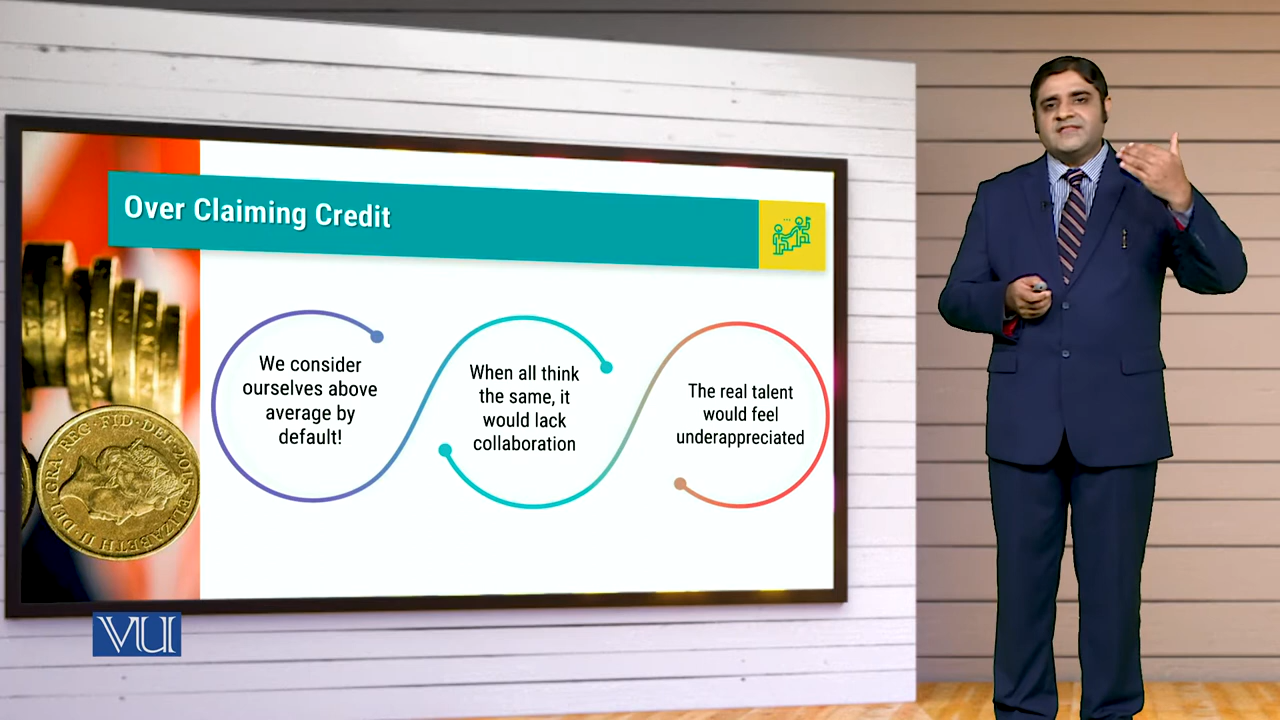 Over Claiming Credit
We consider
ourselves above
average by
default!
When all think
the same, it
would lack
collaboration
The real talent
would feel
underappreciated
VU